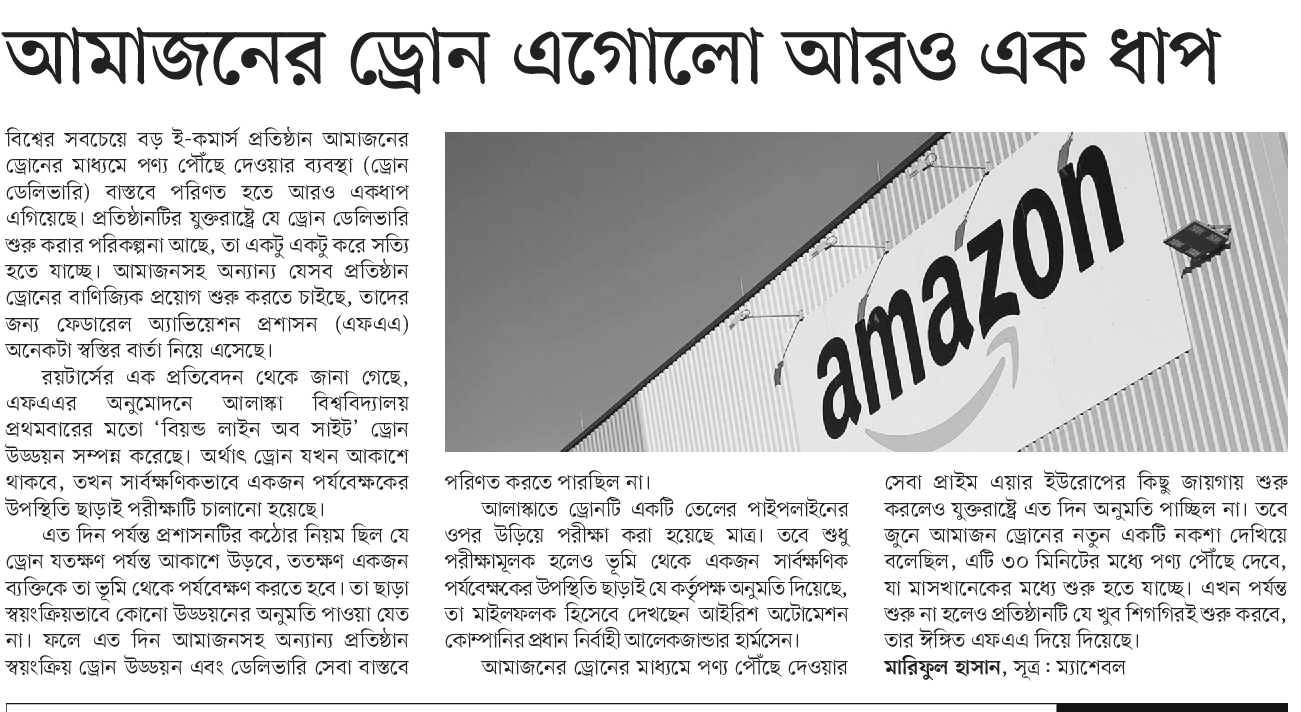 আমাজনের ড্রোন এগোলো আরও এক ধাপ
বিশ্বের সবচেয়ে বড় ই-কমার্স প্রতিষ্ঠান আমাজনের
ড্রোনের মাধ্যমে পণ্য পৌঁছে দেওয়ার ব্যবস্থা (ড্রোন
ডেলিভারি) বাস্তবে পরিণত হতে আরও একধাপ
এগিয়েছে। প্রতিষ্ঠানটির যুক্তরাষ্ট্রে যে ড্রোন ডেলিভারি
শুরু করার পরিকল্পনা আছে, তা একটু একটু করে সত্যি
হতে যাচ্ছে। আমাজনসহ অন্যান্য যেসব প্রতিষ্ঠান
ড্রোনের বাণিজ্যিক প্রয়োগ শুরু করতে চাইছে, তাদের
জন্য ফেডারেল অ্যাভিয়েশন প্রশাসন (এফএএ)
অনেকটা স্বস্তির বার্তা নিয়ে এসেছে।
রয়টার্সের এক প্রতিবেদন থেকে জানা গেছে,
এফএএর অনুমোদনে আলাস্কা বিশ্ববিদ্যালয়
প্রথমবারের মতো ‘বিয়ন্ড লাইন অব সাইট’ ড্রোন
উড্ডয়ন সম্পন্ন করেছে। অর্থাৎ ড্রোন যখন আকাশে
থাকবে, তখন সার্বক্ষণিকভাবে একজন পর্যবেক্ষকের
উপস্থিতি ছাড়াই পরীক্ষাটি চালানো হয়েছে।
এত দিন পর্যন্ত প্রশাসনটির কঠোর নিয়ম ছিল যে
ড্রোন যতক্ষণ পর্যন্ত আকাশে উড়বে, ততক্ষণ একজন
ব্যক্তিকে তা ভূমি থেকে পর্যবেক্ষণ করতে হবে। তা ছাড়া
স্বয়ংক্রিয়ভাবে কোনো উড্ডয়নের অনুমতি পাওয়া যেত
না। ফলে এত দিন আমাজনসহ অন্যান্য প্রতিষ্ঠান
স্বয়ংক্রিয় ড্রোন উড্ডয়ন এবং ডেলিভারি সেবা বাস্তবে
amazon
পরিণত করতে পারছিল না।
আলাস্কাতে ড্রোনটি একটি তেলের পাইপলাইনের
ওপর উড়িয়ে পরীক্ষা করা হয়েছে মাত্র। তবে শুধু
পরীক্ষামূলক হলেও ভূমি থেকে একজন সার্বক্ষণিক
পর্যবেক্ষকের উপস্থিতি ছাড়াই যে কর্তৃপক্ষ অনুমতি দিয়েছে,
তা মাইলফলক হিসেবে দেখছেন আইরিশ অটোমেশন
কোম্পানির প্রধান নির্বাহী আলেকজান্ডার হার্মসেন।
আমাজনের ড্রোনের মাধ্যমে পণ্য পৌঁছে দেওয়ার
সেবা প্রাইম এয়ার ইউরোপের কিছু জায়গায় শুরু
করলেও যুক্তরাষ্ট্রে এত দিন অনুমতি পাচ্ছিল না। তবে
জুনে আমাজন ড্রোনের নতুন একটি নকশা দেখিয়ে
বলেছিল, এটি ৩০ মিনিটের মধ্যে পণ্য পৌঁছে দেবে,
যা মাসখানেকের মধ্যে শুরু হতে যাচ্ছে। এখন পর্যন্ত
শুরু না হলেও প্রতিষ্ঠানটি যে খুব শিগগিরই শুরু করবে,
তার ঈঙ্গিত এফএএ দিয়ে দিয়েছে।
মারিফুল হাসান, সূত্র : ম্যাশেবল